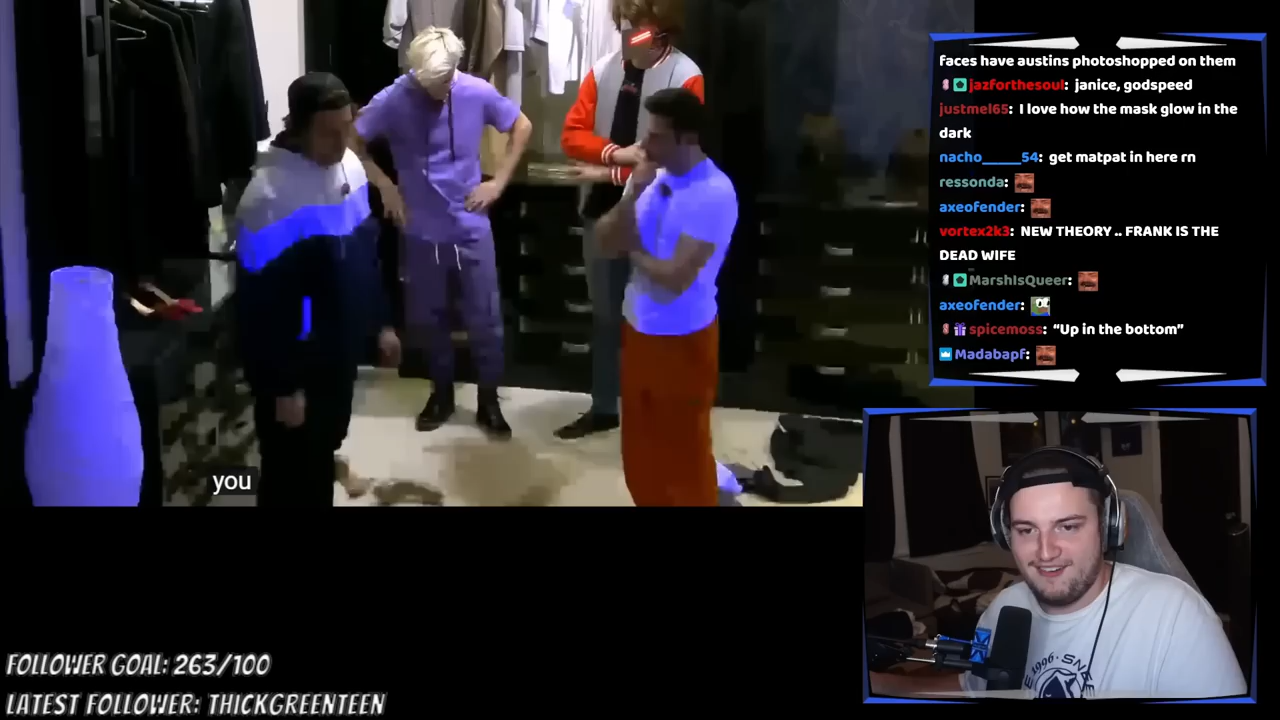 Faces have austins photoshopped on them
jazforthesoul: janice, godspeed
justmel65: I love how the mask glow in the
dark
nacho_____54: get matpat in here rn
ressonda:
axeofender:
vortex2k3: NEW THEORY .. FRANK IS THE
DEAD WIFE
MarshIsQueer:
axeofender:
spicemoss: “Up in the bottom”
Madabapf:
you
1996
FOLLOWER GOAL: 263/100
LATEST FOLLOWER: THICKGREENTEEN